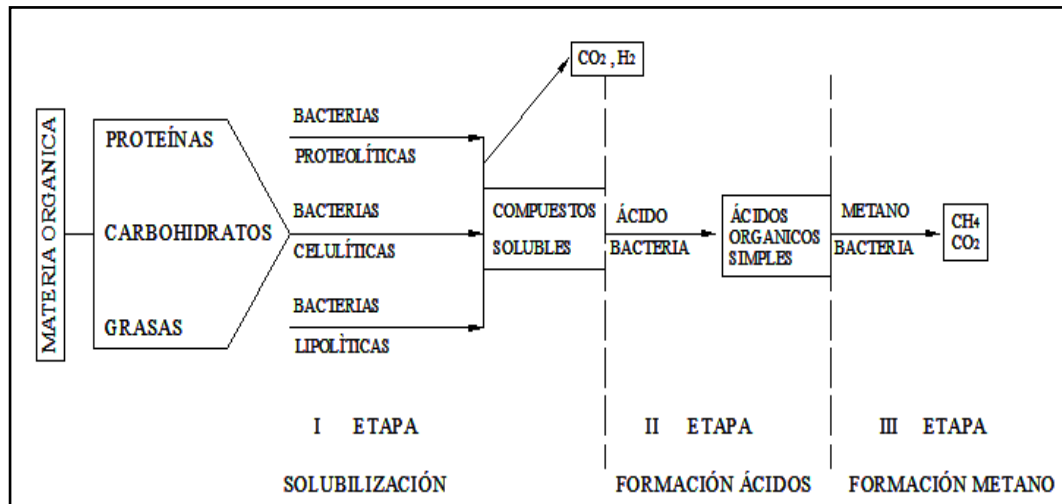 MATERIA ORGANICA
PROTEÍNAS
CARBOHIDRATOS
GRASAS
BACTERIAS
PROTEOLÍTICAS
BACTERIAS
CELULÍTICAS
BACTERIAS
LIPOLÌTICAS
CO2 , H2
COMPUESTOS
SOLUBLES
ÁCIDO
BACTERIA
ÁCIDOS
ORGANICOS
SIMPLES
METANO
BACTERIA
CH4
CO2
I ETAPA
II ETAPA
III ETAPA
SOLUBILIZACIÓN
FORMACIÓN ÁCIDOS
FORMACIÓN METANO